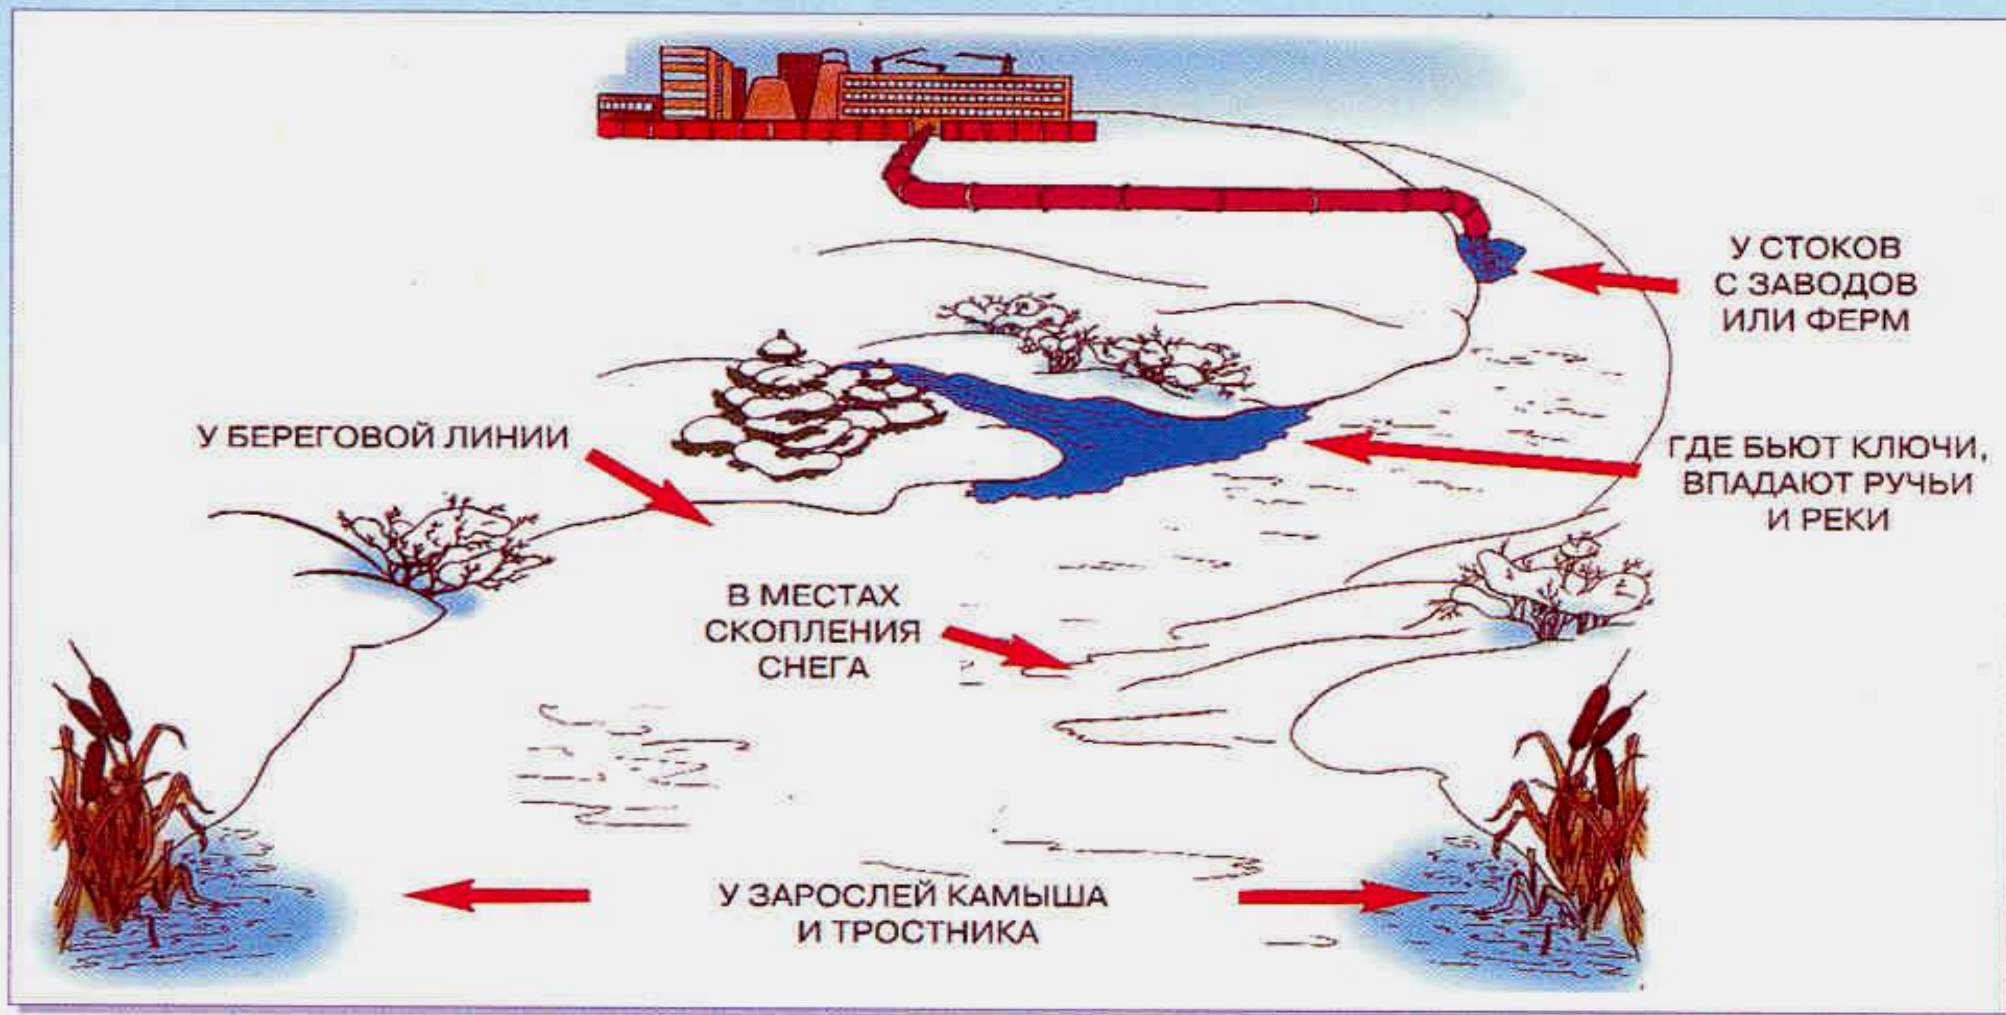 У СТОКОВ
С ЗАВОДОВ
ИЛИ ФЕРМ
У БЕРЕГОВОЙ ЛИНИИ
ГДЕ БЬЮТ КЛЮЧИ,
ВПАДАЮТ РУЧЬИ
И РЕКИ
В МЕСТАХ
СКОПЛЕНИЯ
СНЕГА
У ЗАРОСЛЕЙ КАМЫША
И ТРОСТНИКА